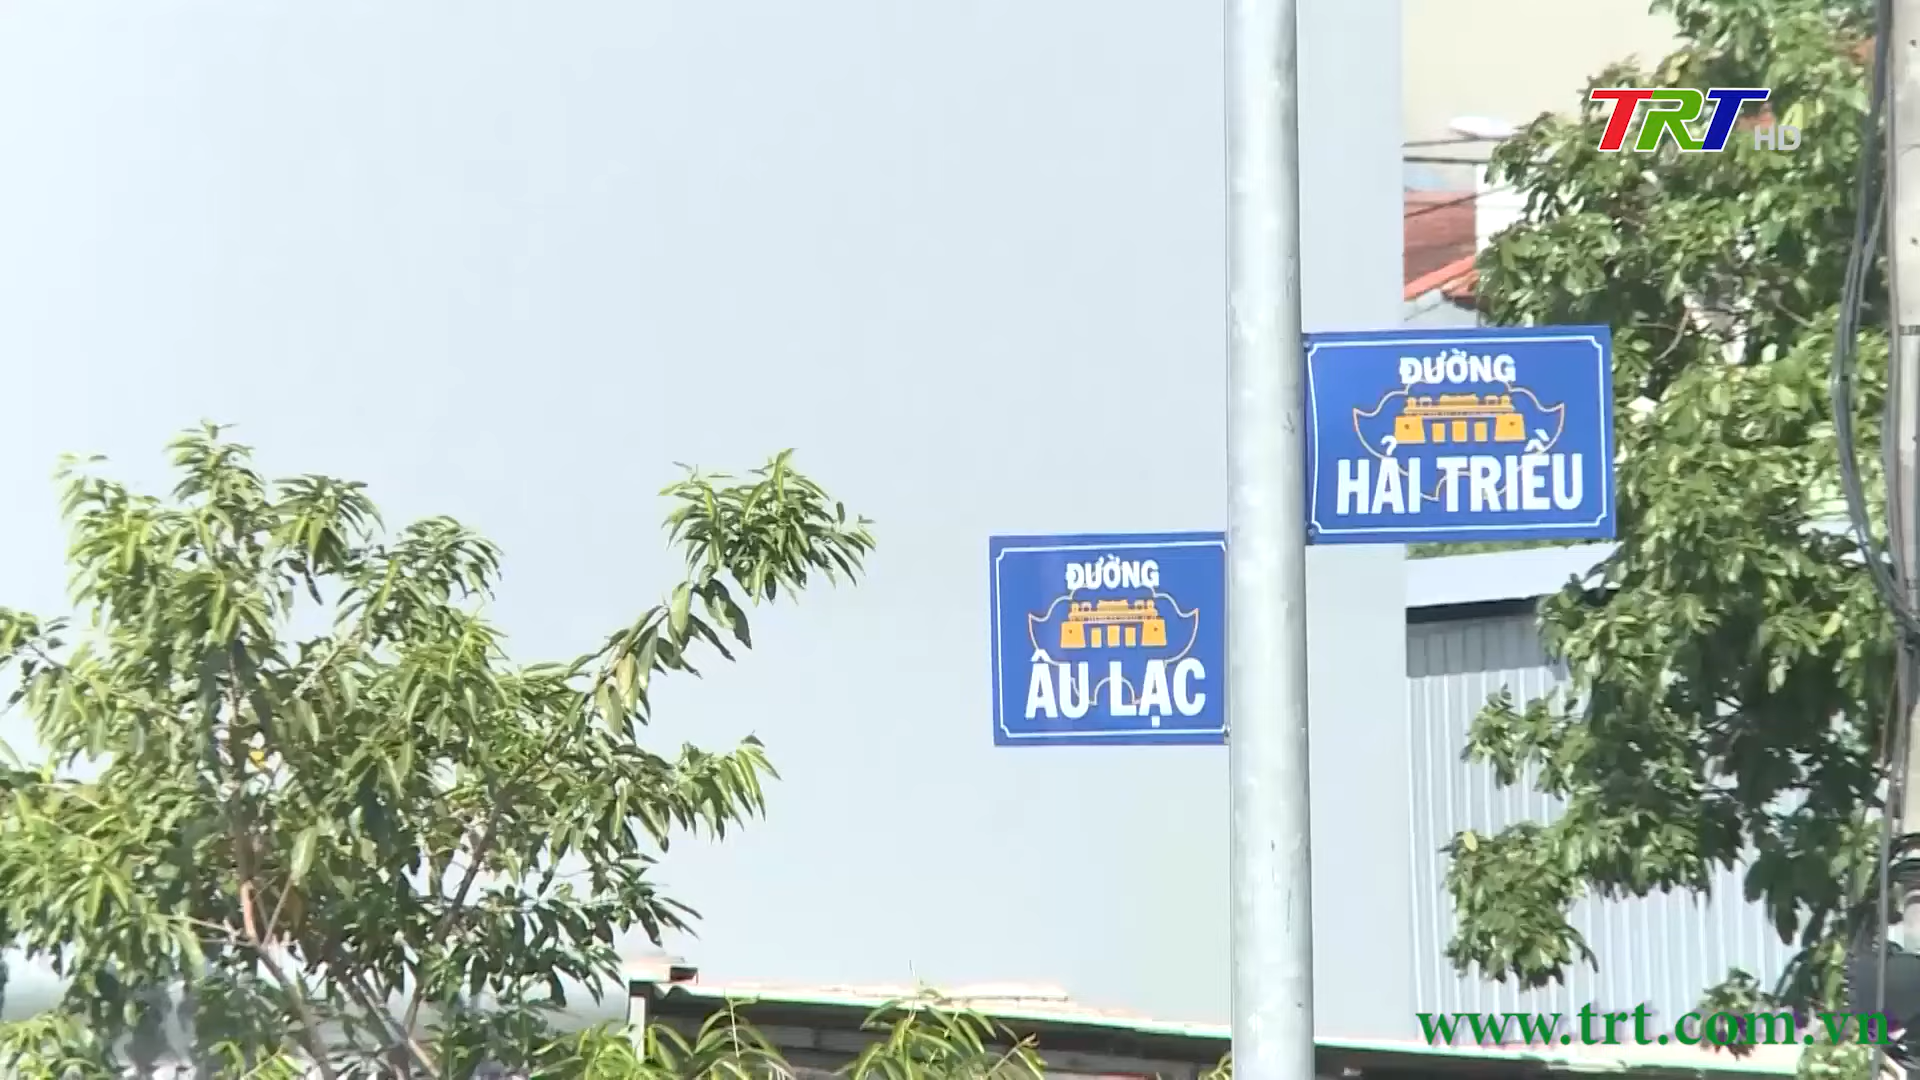 TRT HD
ĐƯỜNG
HẢI TRIỀU
ĐƯỜNG
ÂU LẠC
www.trt.com.vn